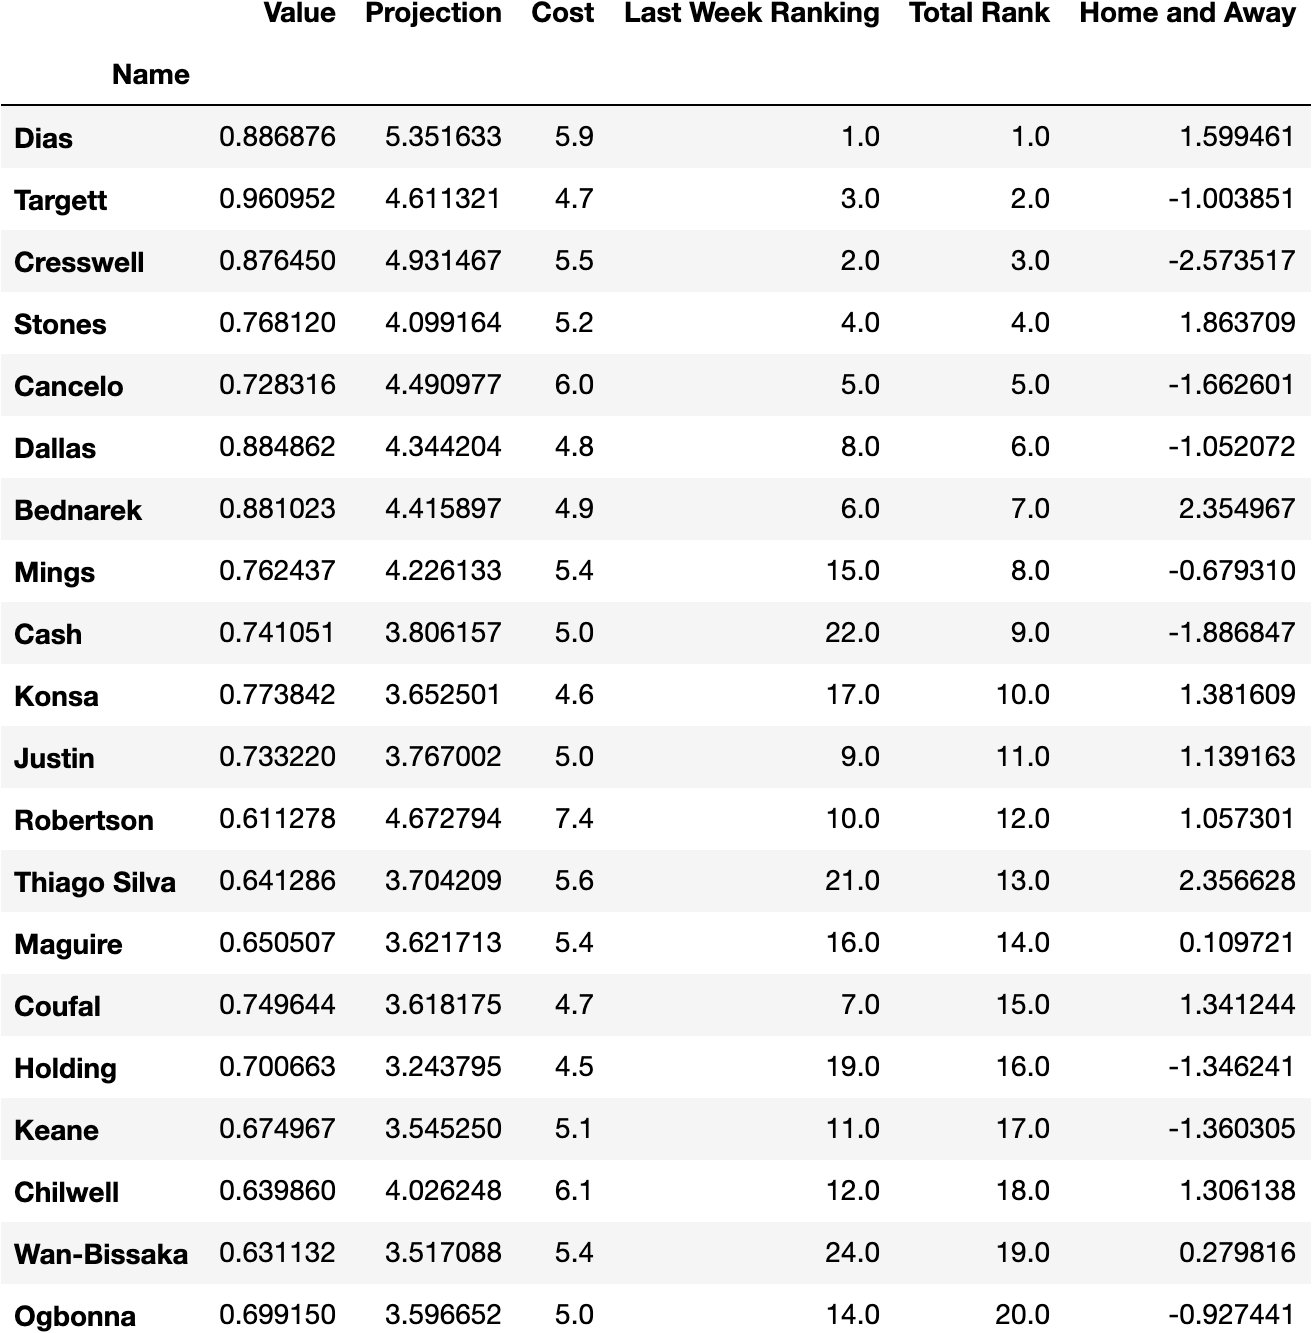 Value Projection Cost Last Week Ranking Total Rank Home and Away
Name
Dias 0.886876 5.351633 5.9 1.0 1.0 1.599461
Targett 0.960952 4.611321 4.7 3.0 2.0 -1.003851
Cresswell 0.876450 4.931467 5.5 2.0 3.0 -2.573517
Stones 0.768120 4.099164 5.2 4.0 4.0 1.863709
Cancelo 0.728316 4.490977 6.0 5.0 5.0 -1.662601
Dallas 0.884862 4.344204 4.8 8.0 6.0 -1.052072
Bednarek 0.881023 4.415897 4.9 6.0 7.0 2.354967
Mings 0.762437 4.226133 5.4 15.0 8.0 -0.679310
Cash 0.741051 3.806157 5.0 22.0 9.0 -1.886847
Konsa 0.773842 3.652501 4.6 17.0 10.0 1.381609
Justin 0.733220 3.767002 5.0 9.0 11.0 1.139163
Robertson 0.611278 4.672794 7.4 10.0 12.0 1.057301
Thiago Silva 0.641286 3.704209 5.6 21.0 13.0 2.356628
Maguire 0.650507 3.621713 5.4 16.0 14.0 0.109721
Coufal 0.749644 3.618175 4.7 7.0 15.0 1.341244
Holding 0.700663 3.243795 4.5 19.0 16.0 -1.346241
Keane 0.674967 3.545250 5.1 11.0 17.0 -1.360305
Chilwell 0.639860 4.026248 6.1 12.0 18.0 1.306138
Wan-Bissaka 0.631132 3.517088 5.4 24.0 19.0 0.279816
Ogbonna 0.699150 3.596652 5.0 14.0 20.0 -0.927441